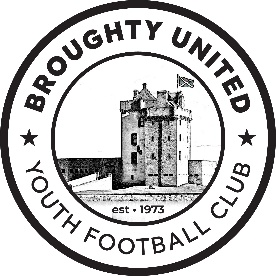 BROUGHTY UNITED
est • 1973
YOUTH FOOTBALL CLUB